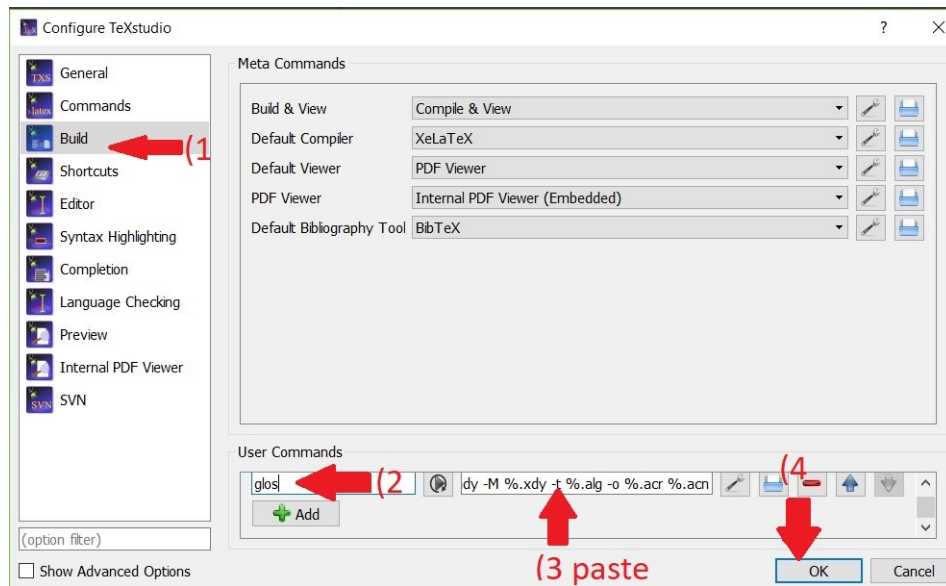 Configure TeXstudio
?
General
Commands
Build
(1
Shortcuts
Editor
Syntax Highlighting
Completion
Language Checking
Preview
Internal PDF Viewer
SVN
(option filter)
Show Advanced Options
Meta Commands
Build & View Compile & View
Default Compiler XeLaTeX
Default Viewer PDF Viewer
PDF Viewer Internal PDF Viewer (Embedded)
Default Bibliography Tool BibTeX
User Commands
glos (2 dy -M %.xdy -t %.alg -o %.acr %.acn
(4
Add
(3 paste
OK Cancel